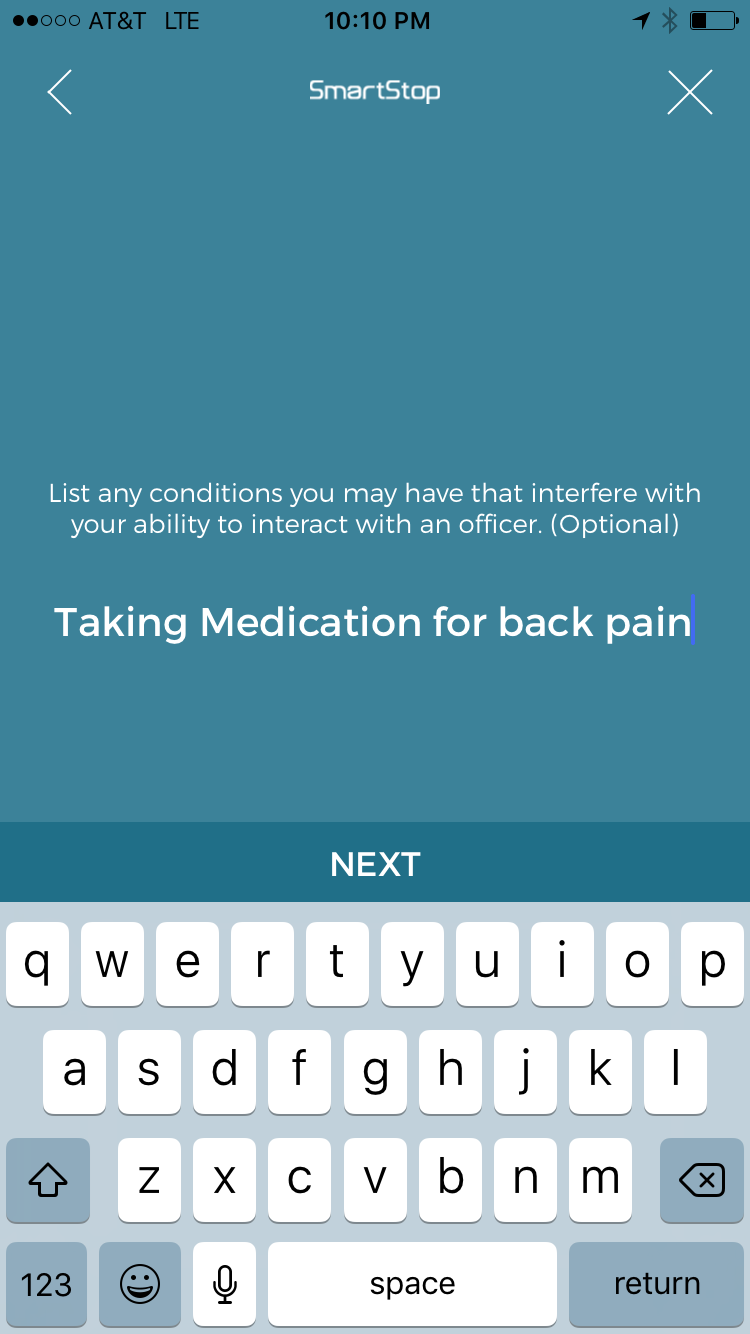 AT&T LTE 10:10 PM
SmartStop
List any conditions you may have that interfere with
your ability to interact with an officer. (Optional)
Taking Medication for back pain
NEXT
q w e r t y u i o p
a s d f g h j k l
z x c v b n m
123 space return